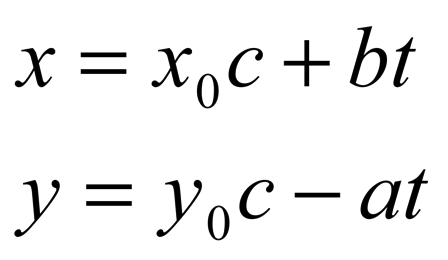 x = x₀c + bt
y = y₀c − at